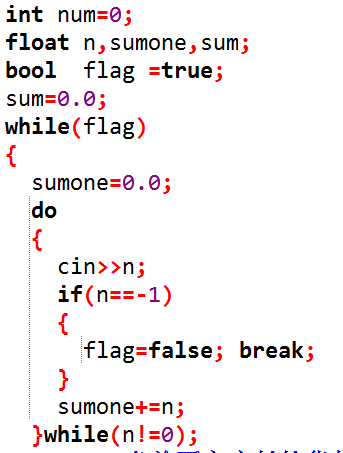 int num=0;
float n,sumone,sum;
bool  flag =true;
sum=0.0;
while(flag)
{
  sumone=0.0;
  do
  {
    cin>>n;
    if(n==-1)
    {
      flag=false; break;
    }
    sumone+=n;
  }while(n!=0);